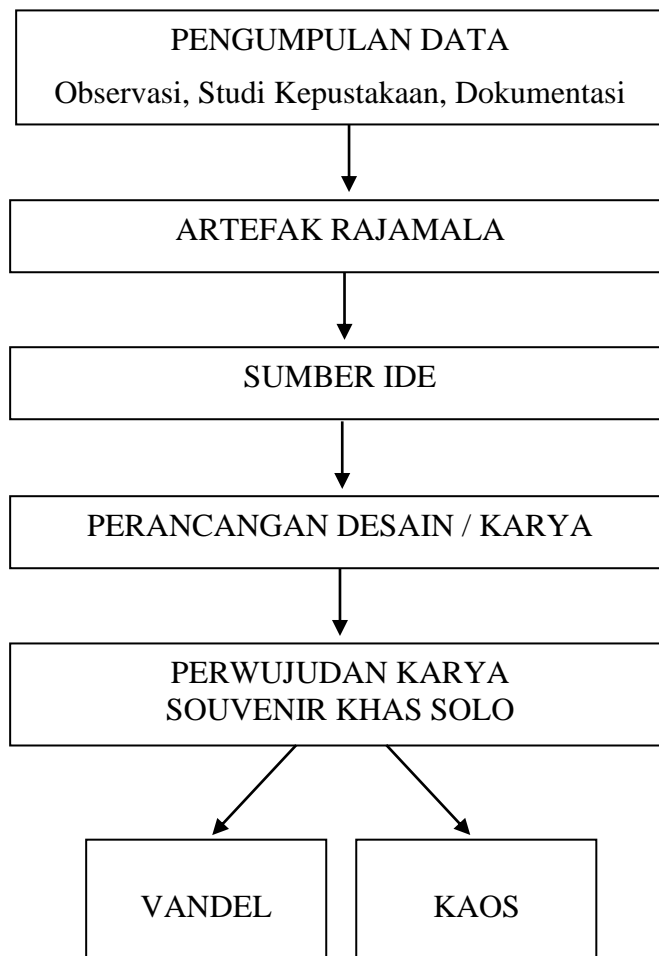 PENGUMPULAN DATA
Observasi, Studi Kepustakaan, Dokumentasi
ARTEFAK RAJAMALA
SUMBER IDE
PERANCANGAN DESAIN / KARYA
PERWUJUDAN KARYA
SOUVENIR KHAS SOLO
VANDEL
KAOS